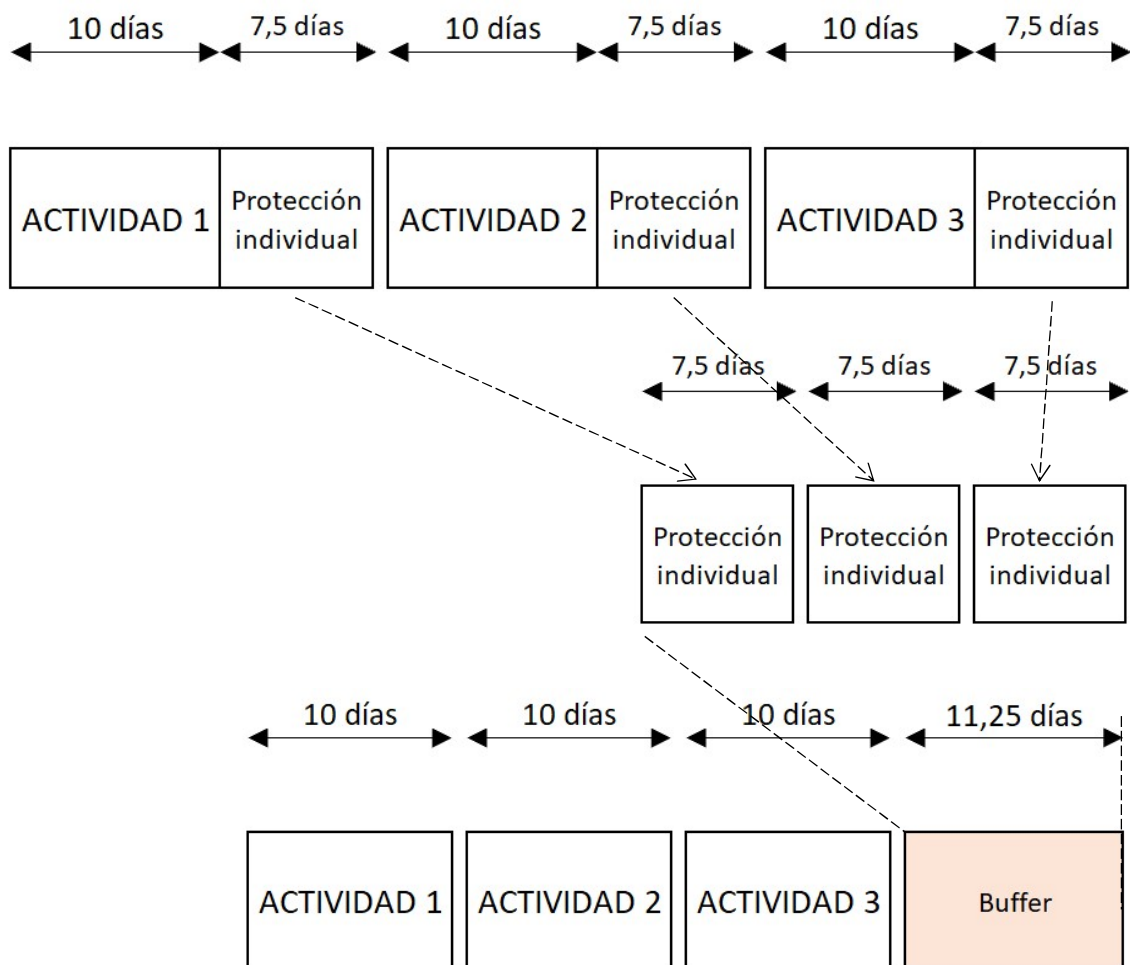 10 días 7,5 días 10 días 7,5 días 10 días 7,5 días
ACTIVIDAD 1 Protección individual ACTIVIDAD 2 Protección individual ACTIVIDAD 3 Protección individual
7,5 días 7,5 días 7,5 días
Protección individual Protección individual Protección individual
10 días 10 días 10 días 11,25 días
ACTIVIDAD 1 ACTIVIDAD 2 ACTIVIDAD 3 Buffer